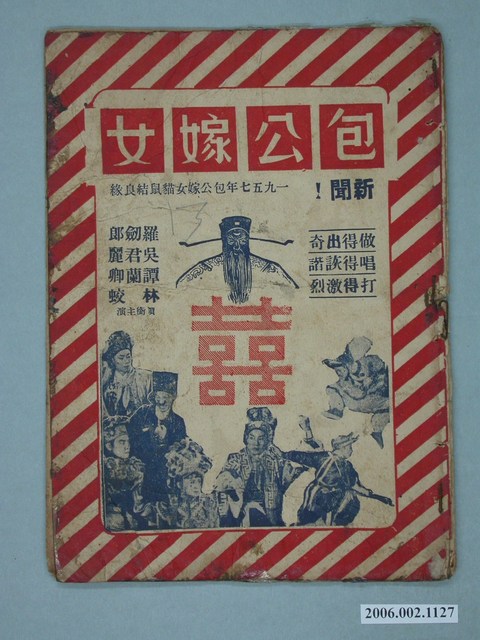 包公嫁女
新聞！
一九五七年包公嫁女貓鼠結良緣
做得出奇
唱得詼諧
打得激烈
羅劍郎
吳君麗
譚蘭卿
林蛟
領銜主演
囍
2006.002.1127